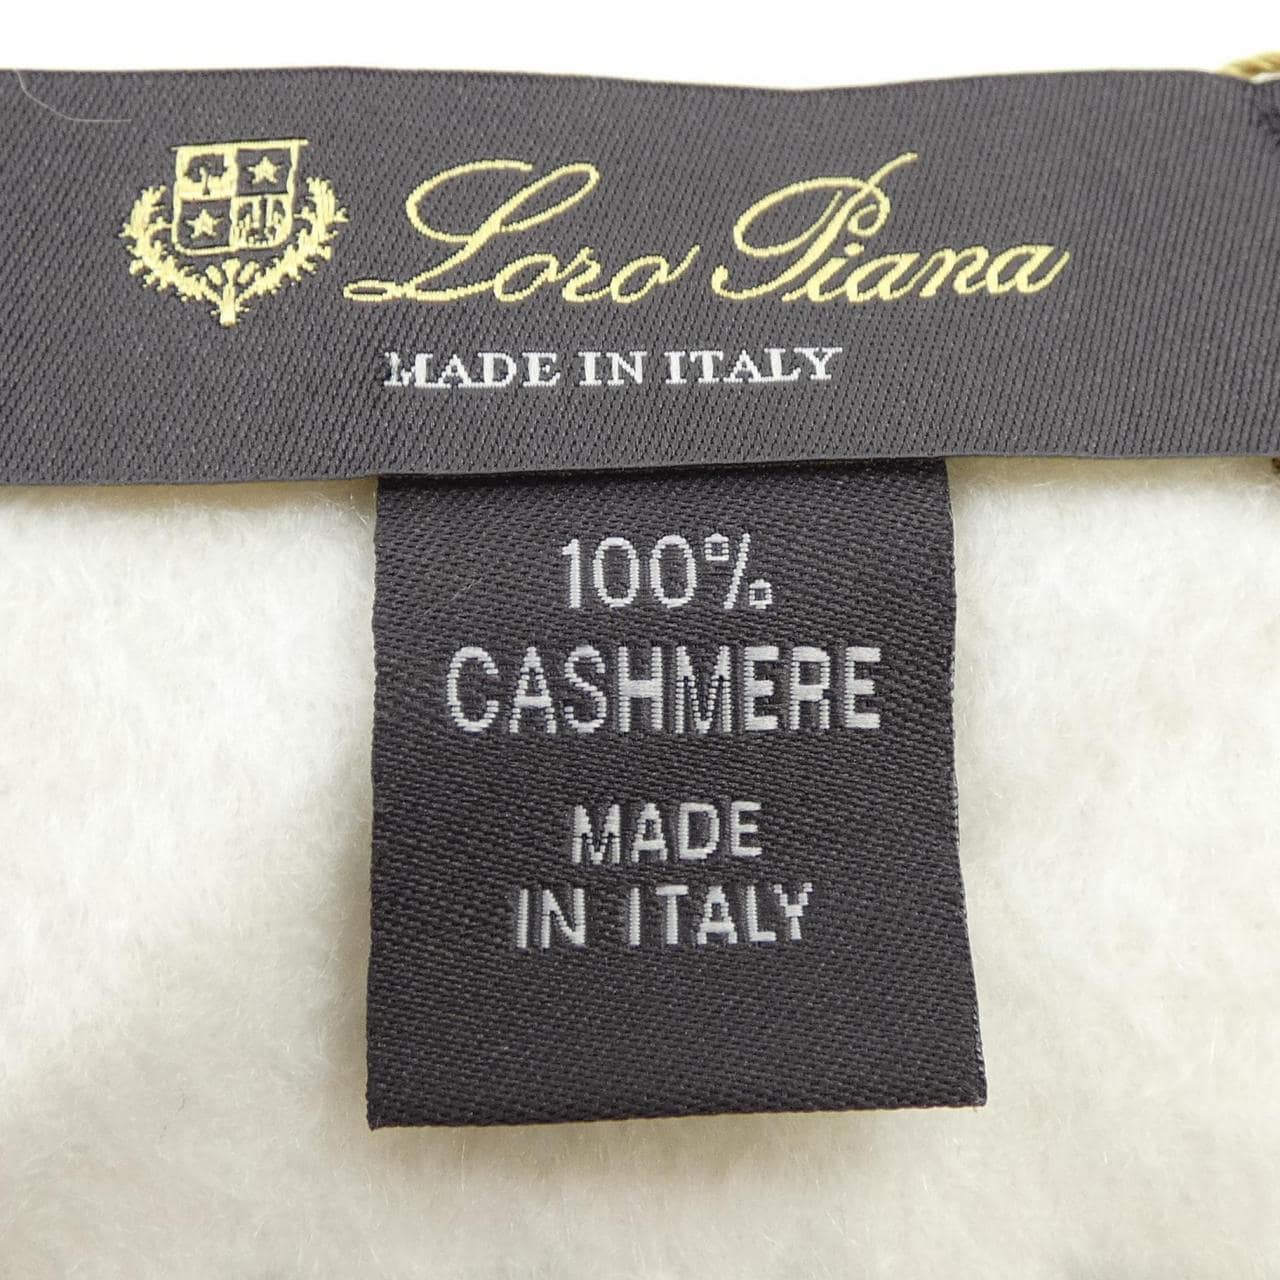 Loro Piana
MADE IN ITALY
100%
CASHMERE
MADE
IN ITALY